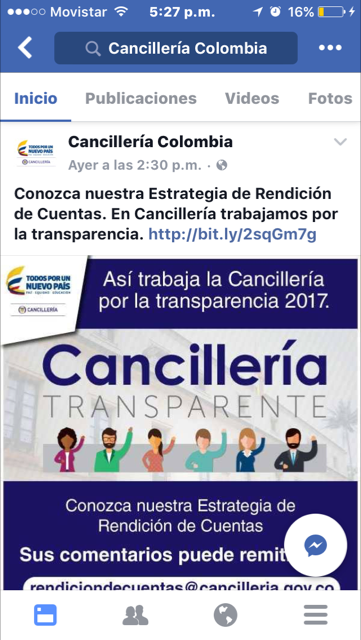 Movistar 5:27 p.m. 16%
Cancillería Colombia
Inicio Publicaciones Videos Fotos
TODOS POR UN
NUEVO PAÍS
CANCILLERÍA
Cancillería Colombia
Ayer a las 2:30 p.m. ·
Conozca nuestra Estrategia de Rendición
de Cuentas. En Cancillería trabajamos por
la transparencia. http://bit.ly/2sqGm7g
TODOS POR UN
NUEVO PAÍS
PAZ EQUIDAD EDUCACIÓN
CANCILLERÍA
Así trabaja la Cancillería
por la transparencia 2017.
Cancillería
TRANSPARENTE
Conozca nuestra Estrategia de
Rendición de Cuentas
Sus comentarios puede remit
rendiciondecuentas@cancilleria.gov.co